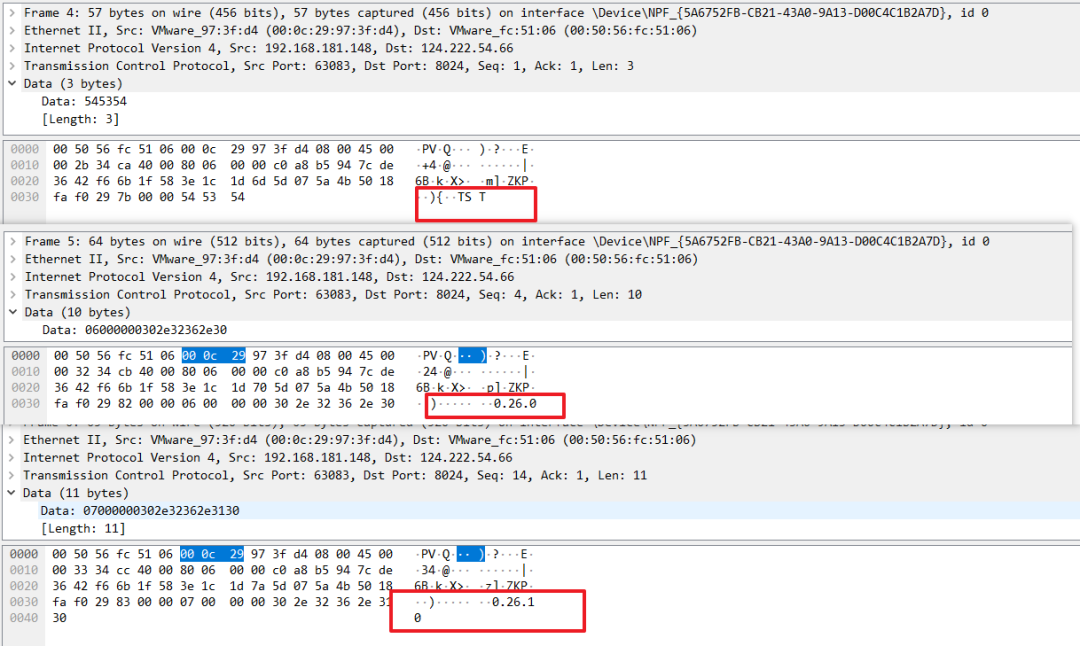 Frame 4: 57 bytes on wire (456 bits), 57 bytes captured (456 bits) on interface \Device\NPF_{5A6752FB-CB21-43A0-9A13-D00C4C1B2A7D}, id 0
Ethernet II, Src: VMware_97:3f:d4 (00:0c:29:97:3f:d4), Dst: VMware_fc:51:06 (00:50:56:fc:51:06)
Internet Protocol Version 4, Src: 192.168.181.148, Dst: 124.222.54.66
Transmission Control Protocol, Src Port: 63083, Dst Port: 8024, Seq: 1, Ack: 1, Len: 3
Data (3 bytes)
Data: 545354
[Length: 3]
0000 00 50 56 fc 51 06 00 0c 29 97 3f d4 08 00 45 00 ·PV·Q··· )·?···E·
0010 00 2b 34 ca 40 00 80 06 00 00 c0 a8 b5 94 7c de ·+4·@··· ······|·
0020 36 42 f6 6b 1f 58 3e 1c 1d 6d 5d 07 5a 4b 50 18 6B·k·X>· ·m]·ZKP·
0030 fa f0 29 7b 00 00 54 53 54 ··){··TS T
Frame 5: 64 bytes on wire (512 bits), 64 bytes captured (512 bits) on interface \Device\NPF_{5A6752FB-CB21-43A0-9A13-D00C4C1B2A7D}, id 0
Ethernet II, Src: VMware_97:3f:d4 (00:0c:29:97:3f:d4), Dst: VMware_fc:51:06 (00:50:56:fc:51:06)
Internet Protocol Version 4, Src: 192.168.181.148, Dst: 124.222.54.66
Transmission Control Protocol, Src Port: 63083, Dst Port: 8024, Seq: 4, Ack: 1, Len: 10
Data (10 bytes)
Data: 06000000302e32362e30
0000 00 50 56 fc 51 06 00 0c 29 97 3f d4 08 00 45 00 ·PV·Q··· )·?···E·
0010 00 32 34 cb 40 00 80 06 00 00 c0 a8 b5 94 7c de ·24·@··· ······|·
0020 36 42 f6 6b 1f 58 3e 1c 1d 70 5d 07 5a 4b 50 18 6B·k·X>· ·p]·ZKP·
0030 fa f0 29 82 00 00 06 00 00 00 30 2e 32 36 2e 30 ··)····· ··0.26.0
Ethernet II, Src: VMware_97:3f:d4 (00:0c:29:97:3f:d4), Dst: VMware_fc:51:06 (00:50:56:fc:51:06)
Internet Protocol Version 4, Src: 192.168.181.148, Dst: 124.222.54.66
Transmission Control Protocol, Src Port: 63083, Dst Port: 8024, Seq: 14, Ack: 1, Len: 11
Data (11 bytes)
Data: 07000000302e32362e3130
[Length: 11]
0000 00 50 56 fc 51 06 00 0c 29 97 3f d4 08 00 45 00 ·PV·Q··· )·?···E·
0010 00 33 34 cc 40 00 80 06 00 00 c0 a8 b5 94 7c de ·34·@··· ······|·
0020 36 42 f6 6b 1f 58 3e 1c 1d 7a 5d 07 5a 4b 50 18 6B·k·X>· ·z]·ZKP·
0030 fa f0 29 83 00 00 07 00 00 00 30 2e 32 36 2e 31 ··)····· ··0.26.1
0040 30 0